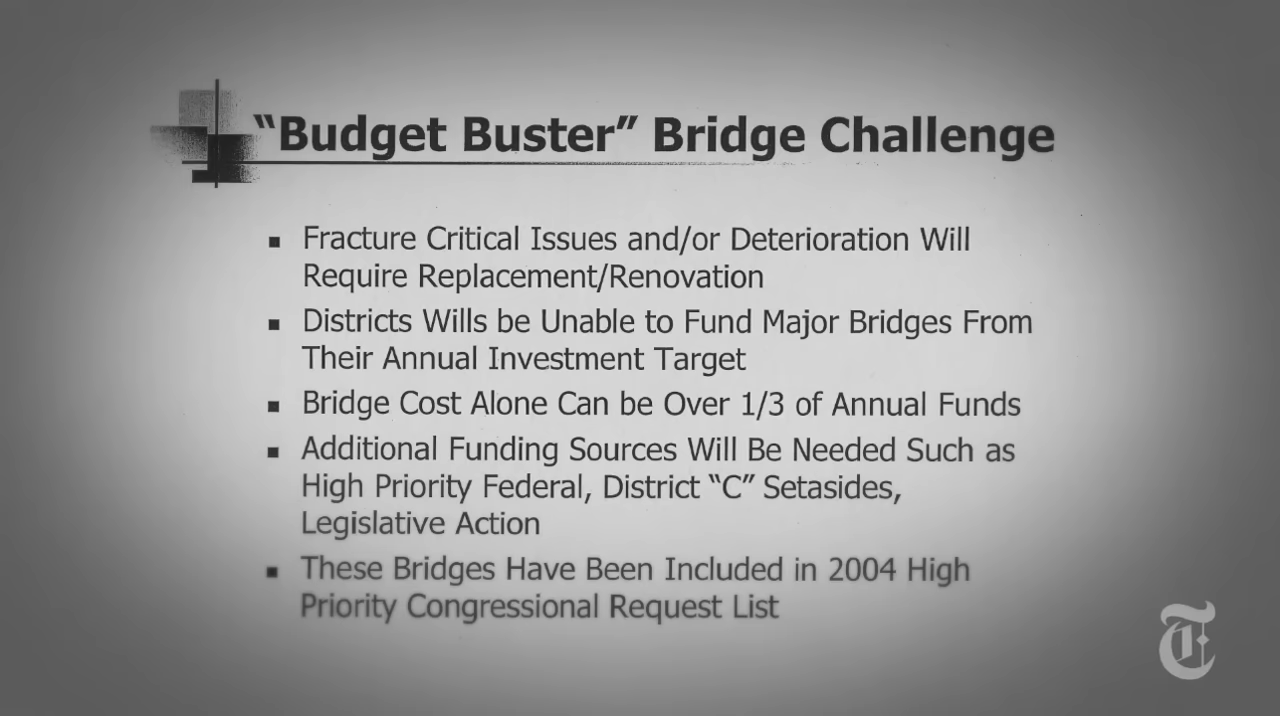 “Budget Buster” Bridge Challenge
▪ Fracture Critical Issues and/or Deterioration Will
Require Replacement/Renovation
▪ Districts Wills be Unable to Fund Major Bridges From
Their Annual Investment Target
▪ Bridge Cost Alone Can be Over 1/3 of Annual Funds
▪ Additional Funding Sources Will Be Needed Such as
High Priority Federal, District “C” Setasides,
Legislative Action
▪ These Bridges Have Been Included in 2004 High
Priority Congressional Request List
T